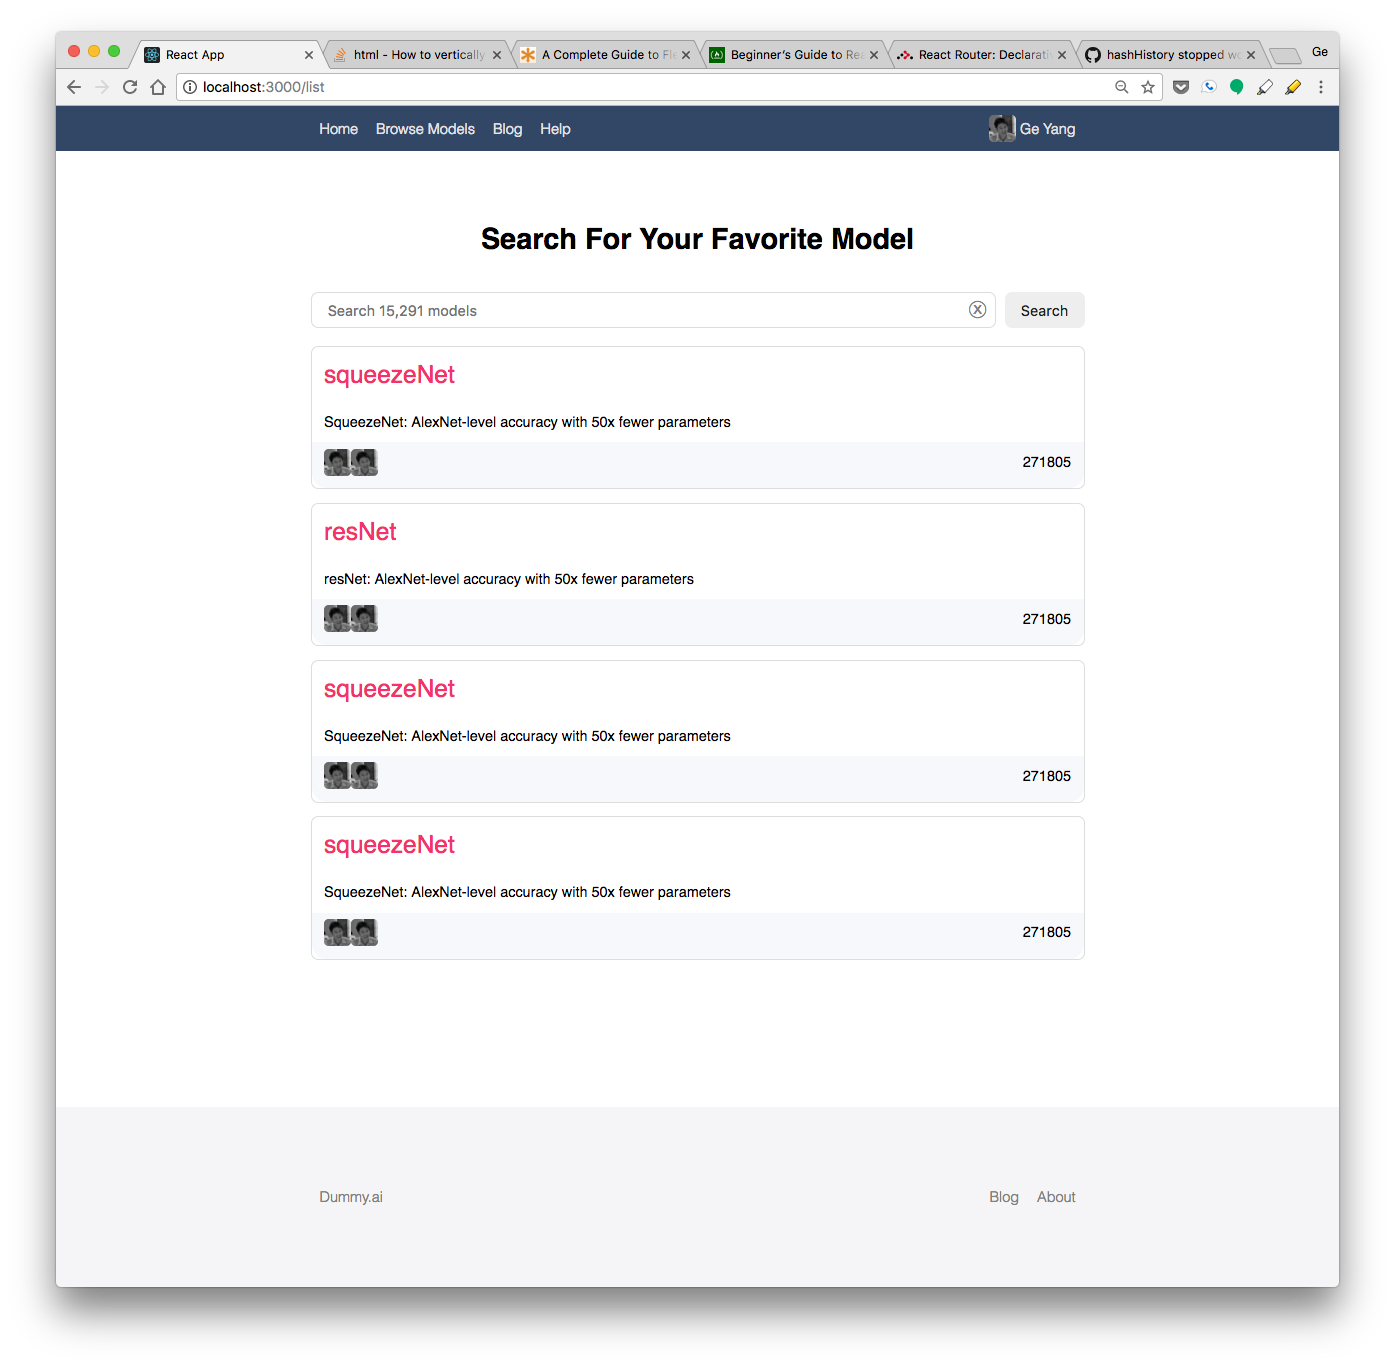 React App
html - How to vertically
A Complete Guide to Fle
Beginner's Guide to Rea
React Router: Declarati
hashHistory stopped wo
Ge
localhost:3000/list
Home Browse Models Blog Help Ge Yang
Search For Your Favorite Model
Search 15,291 models
Search
squeezeNet
SqueezeNet: AlexNet-level accuracy with 50x fewer parameters
271805
resNet
resNet: AlexNet-level accuracy with 50x fewer parameters
271805
squeezeNet
SqueezeNet: AlexNet-level accuracy with 50x fewer parameters
271805
squeezeNet
SqueezeNet: AlexNet-level accuracy with 50x fewer parameters
271805
Dummy.ai Blog About